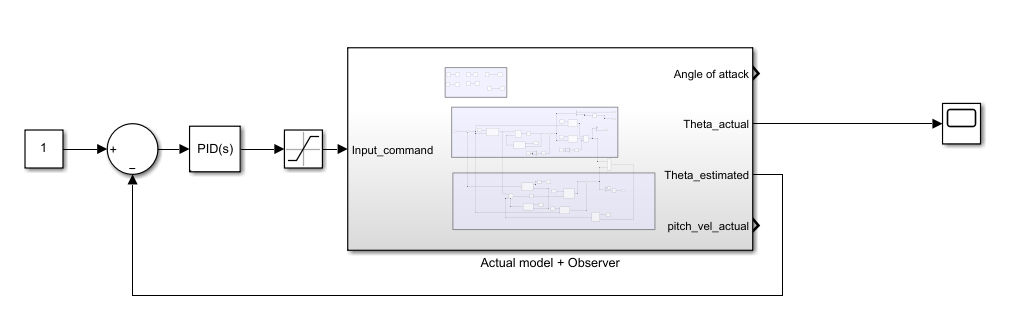 Angle of attack
Theta_actual
1
+
PID(s)
Input_command
−
Theta_estimated
pitch_vel_actual
Actual model + Observer